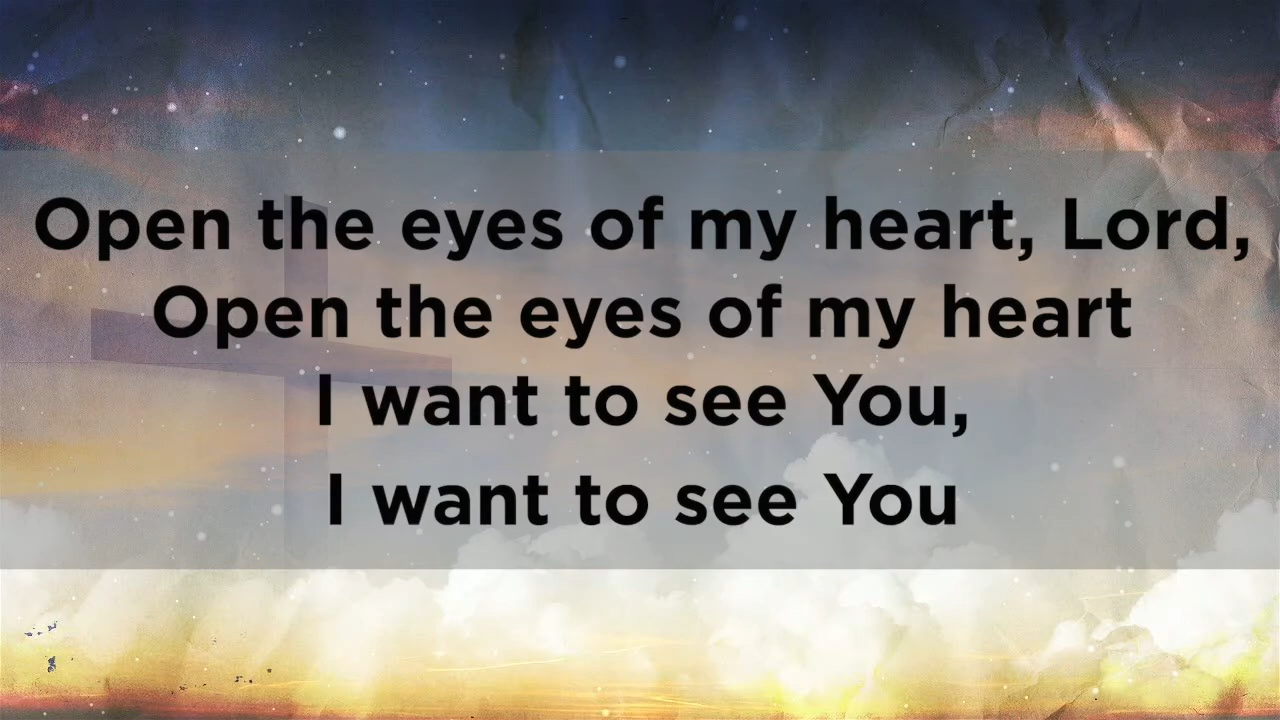 Open the eyes of my heart, Lord,
Open the eyes of my heart
I want to see You,
I want to see You